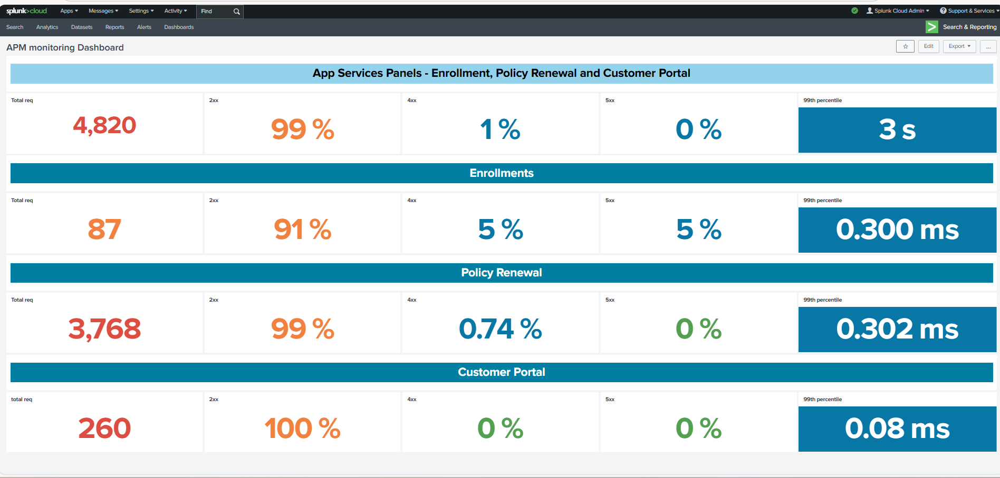 splunk>cloud Apps Messages Settings Activity Find Splunk Cloud Admin Support & Services
Search Analytics Datasets Reports Alerts Dashboards Search & Reporting
APM monitoring Dashboard Edit Export ...
App Services Panels - Enrollment, Policy Renewal and Customer Portal
Total req 2xx 4xx 5xx 99th percentile
4,820 99 % 1 % 0 % 3 s
Enrollments
Total req 2xx 4xx 5xx 99th percentile
87 91 % 5 % 5 % 0.300 ms
Policy Renewal
Total req 2xx 4xx 5xx 99th percentile
3,768 99 % 0.74 % 0 % 0.302 ms
Customer Portal
total req 2xx 4xx 5xx 99th percentile
260 100 % 0 % 0 % 0.08 ms